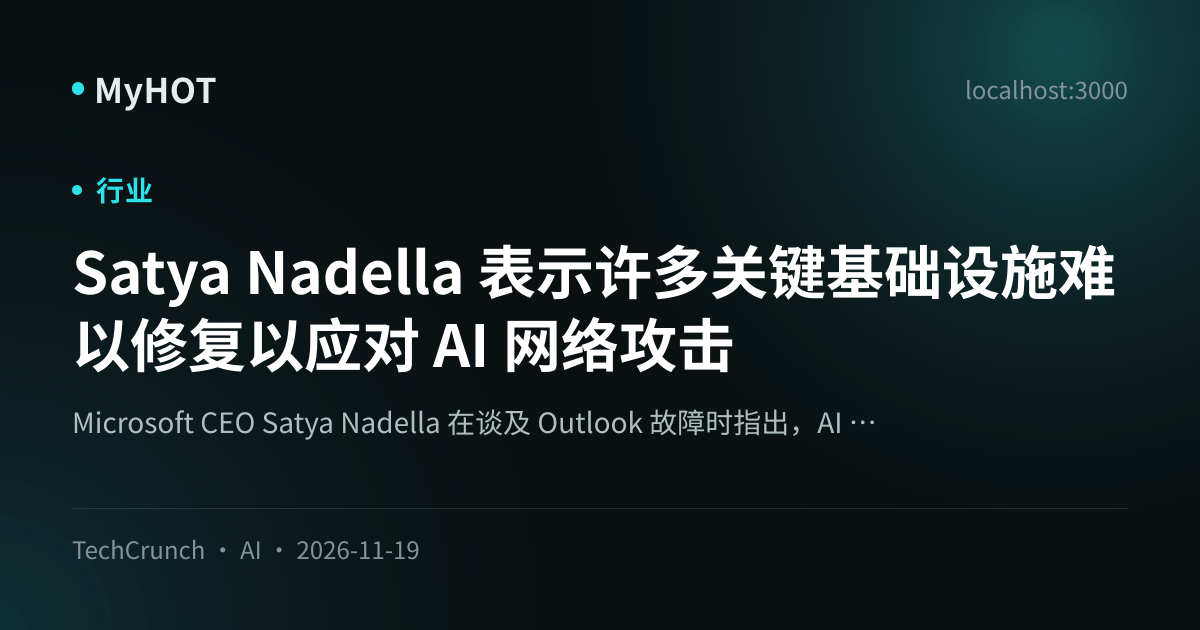 MyHOT
localhost:3000
行业
Satya Nadella 表示许多关键基础设施难
以修复以应对 AI 网络攻击
Microsoft CEO Satya Nadella 在谈及 Outlook 故障时指出，AI ⋯
TechCrunch · AI · 2026-11-19